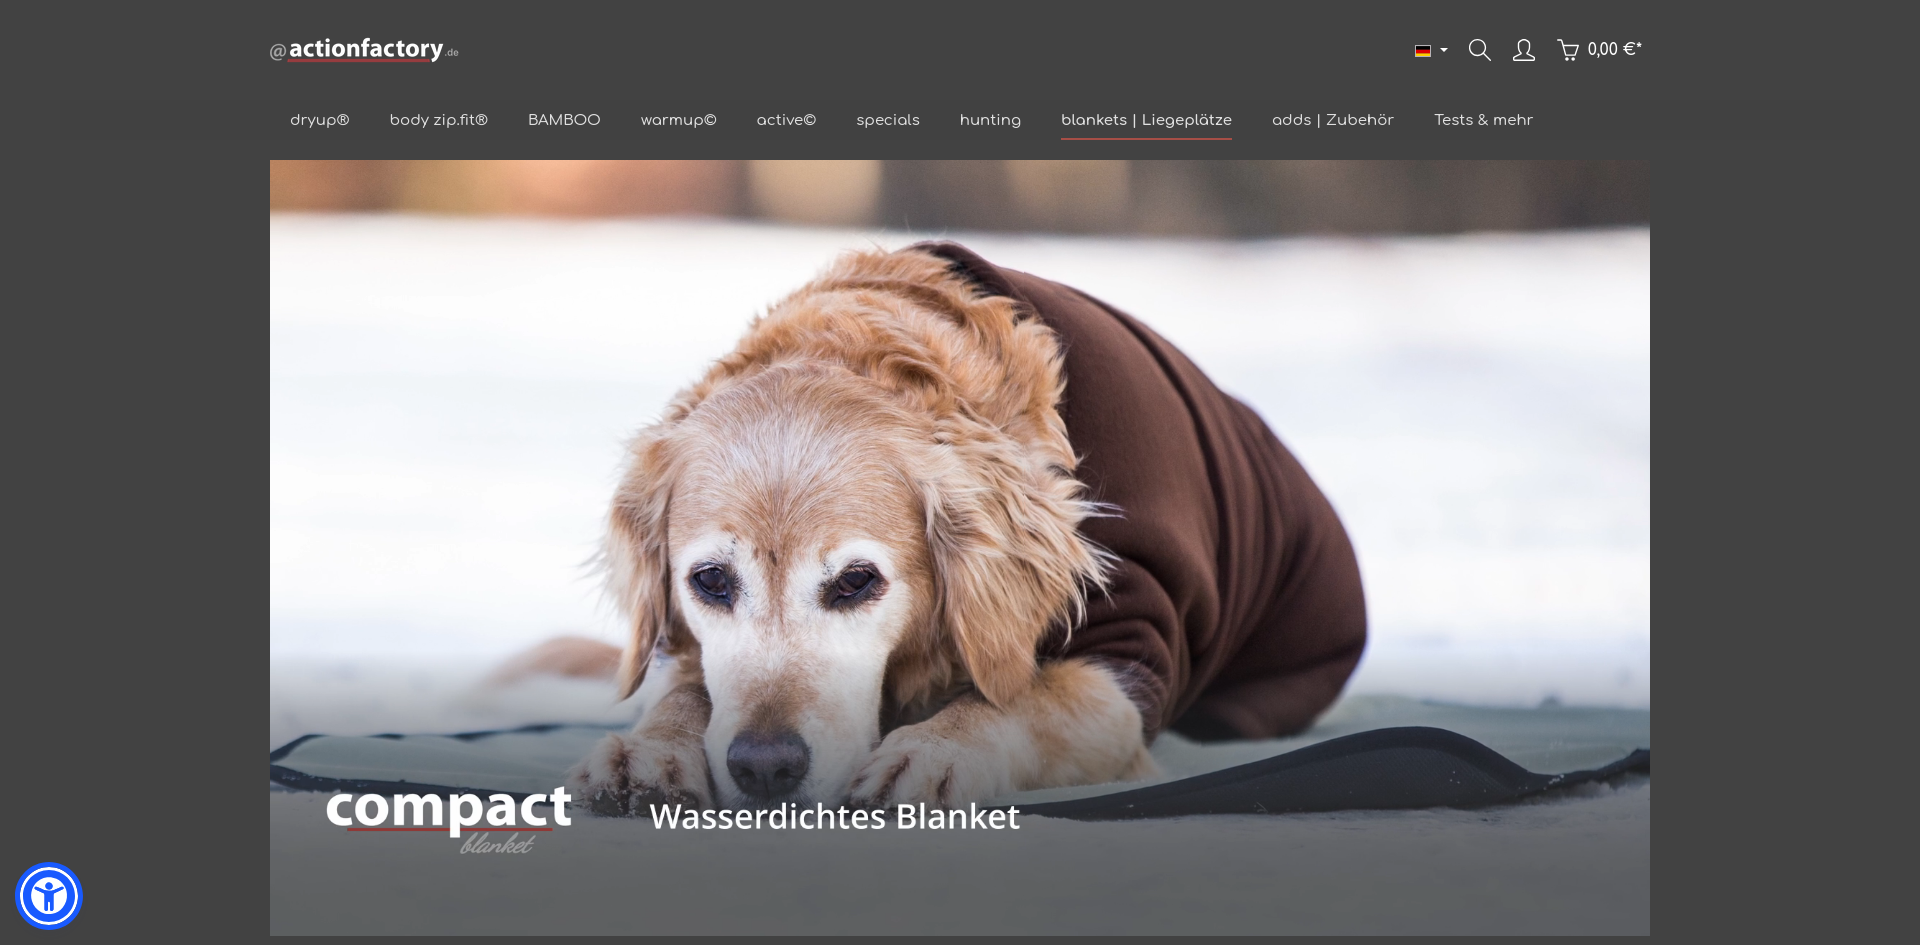 @actionfactory.de
0,00 €*
dryup® body zip.fit® BAMBOO warmup© active© specials hunting blankets | Liegeplätze adds | Zubehör Tests & mehr
compact
blanket
Wasserdichtes Blanket